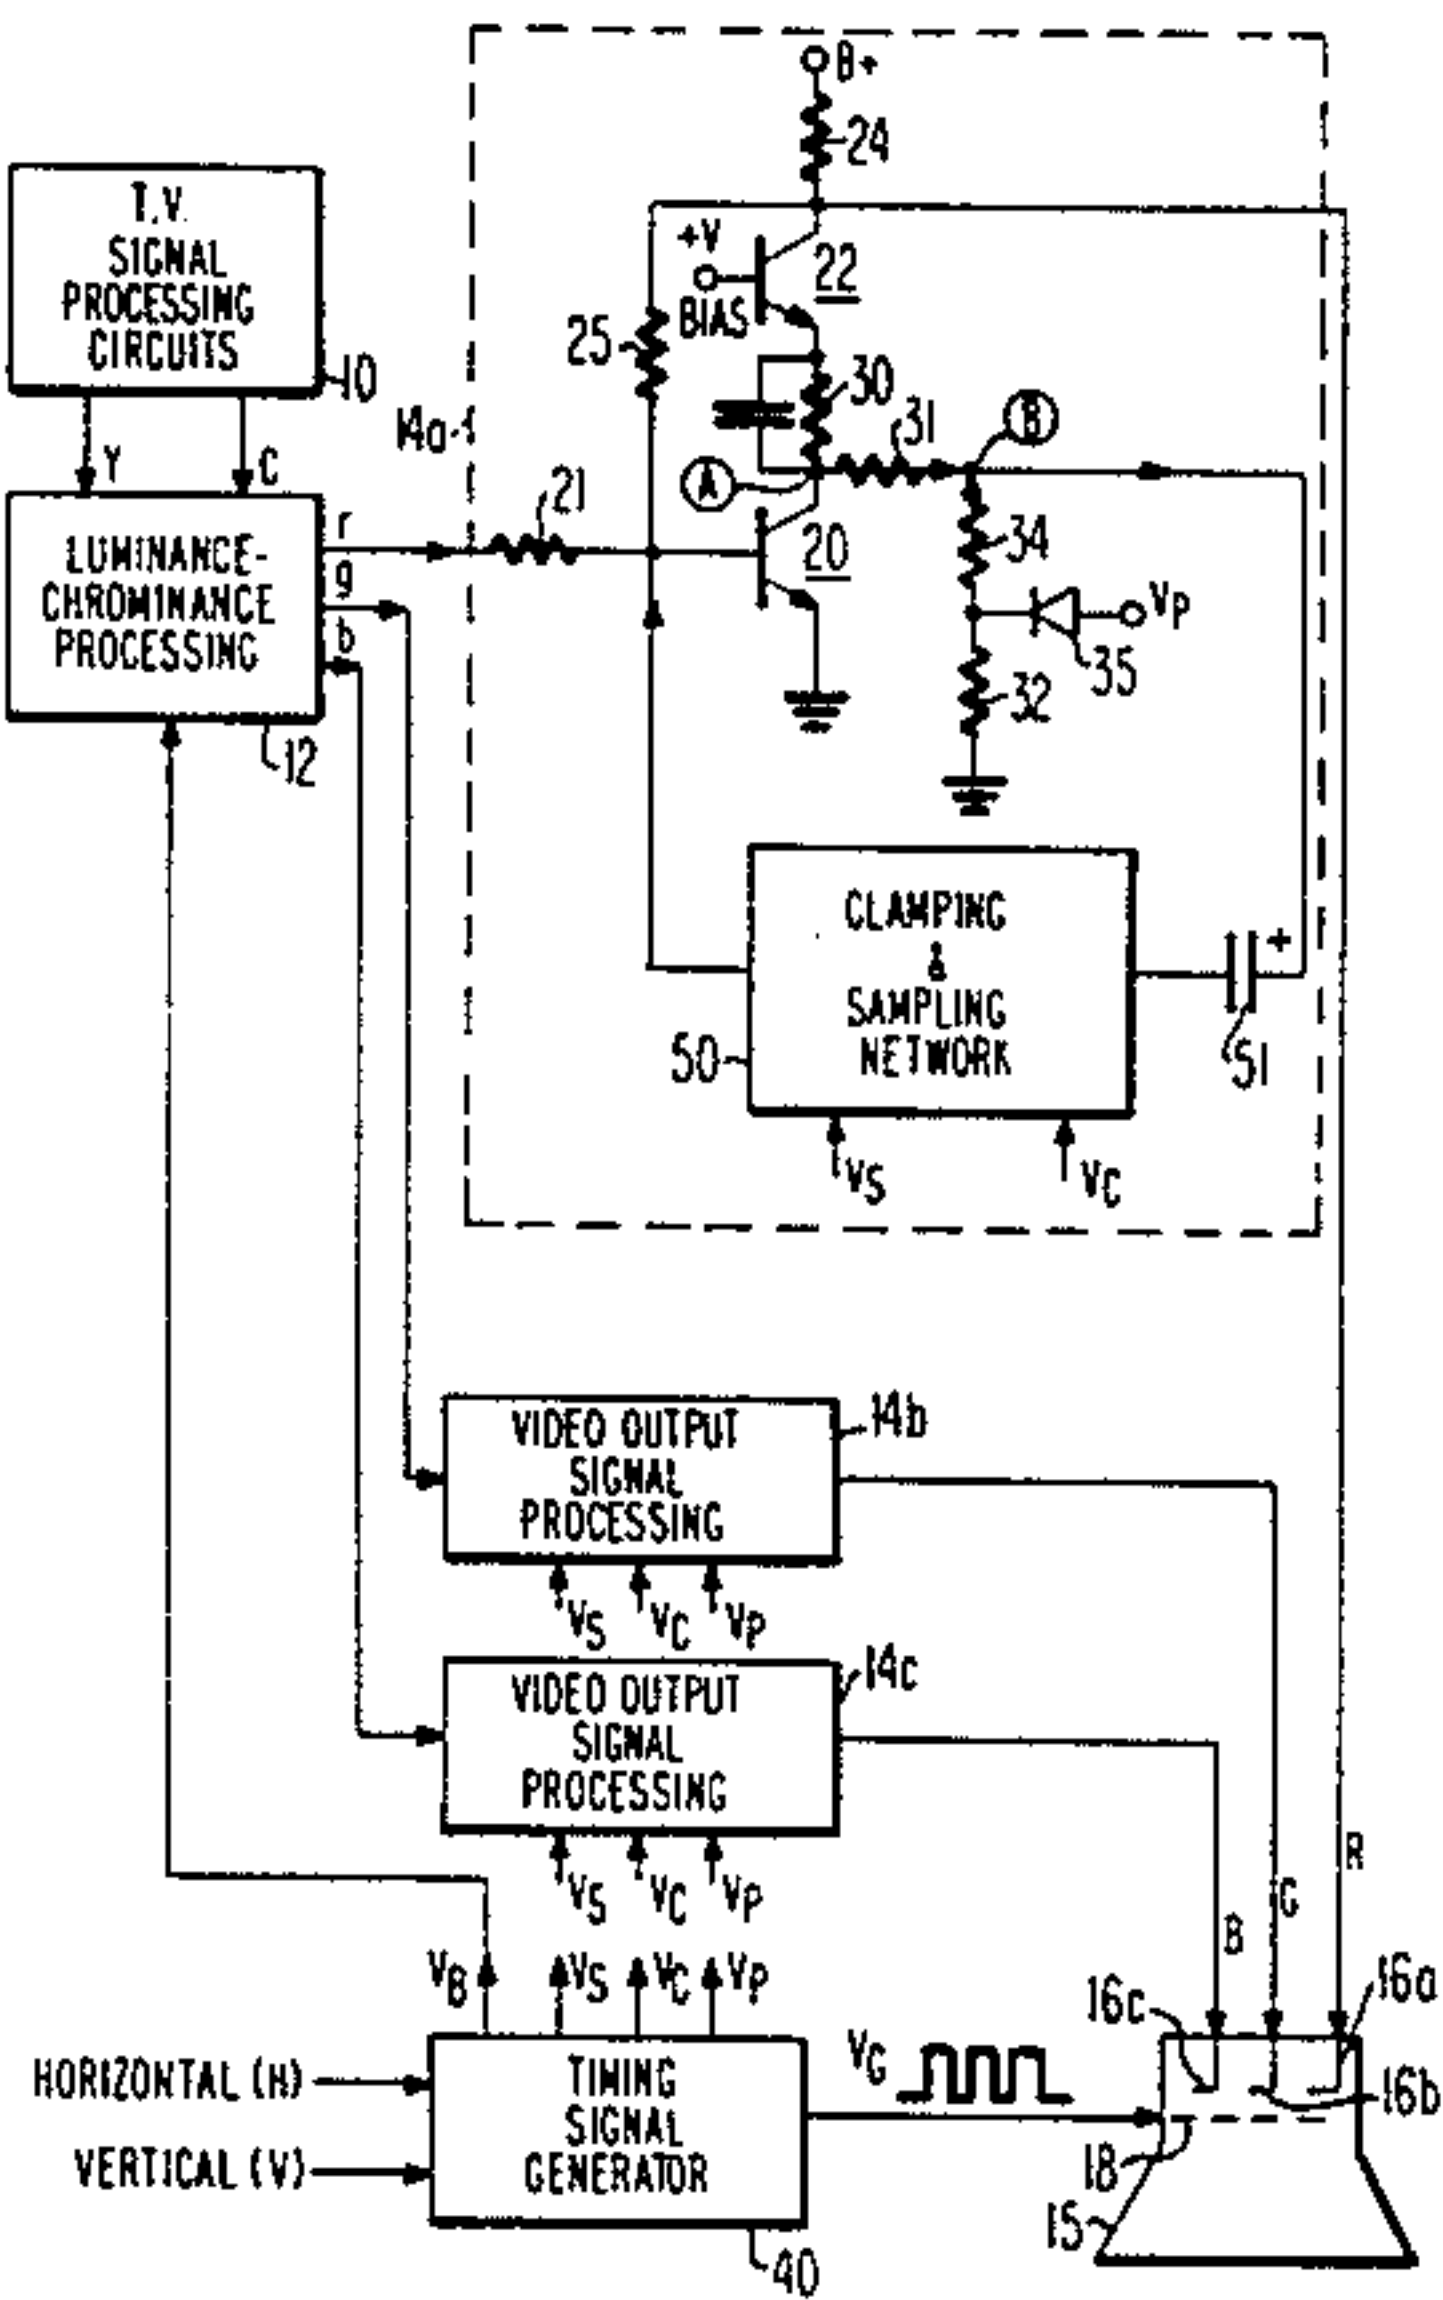 B+
24
T.V.
SIGNAL
PROCESSING
CIRCUITS
10
+V
BIAS
22
25
30
31
B
14a
Y
C
A
21
20
34
VP
35
32
LUMINANCE-
CHROMINANCE
PROCESSING
r
g
b
12
CLAMPING
&
SAMPLING
NETWORK
50
+
51
VS
VC
VIDEO OUTPUT
SIGNAL
PROCESSING
14b
VS
VC
VP
VIDEO OUTPUT
SIGNAL
PROCESSING
14c
VS
VC
VP
R
G
B
VB
VS
VC
VP
16c
16a
16b
HORIZONTAL (H)
VERTICAL (V)
TIMING
SIGNAL
GENERATOR
40
VG
18
15